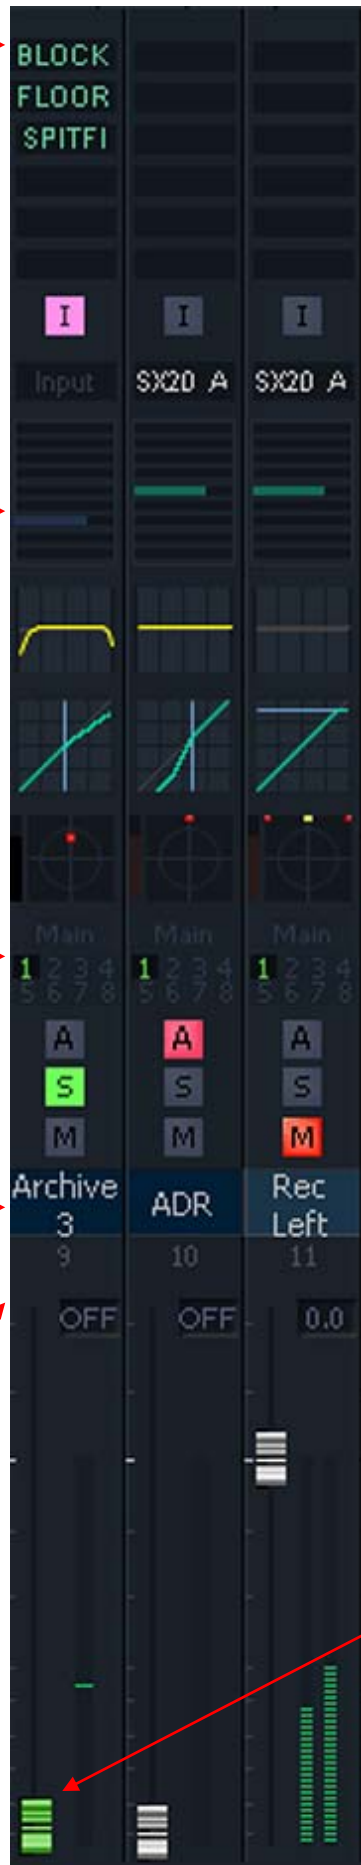 BLOCK
FLOOR
SPITFI
I I I
Input SX20 A SX20 A
Main Main Main
1 2 3 4 1 2 3 4 1 2 3 4
5 6 7 8 5 6 7 8 5 6 7 8
A A A
S S S
M M M
Archive
3
ADR
Rec
Left
9 10 11
OFF OFF 0.0